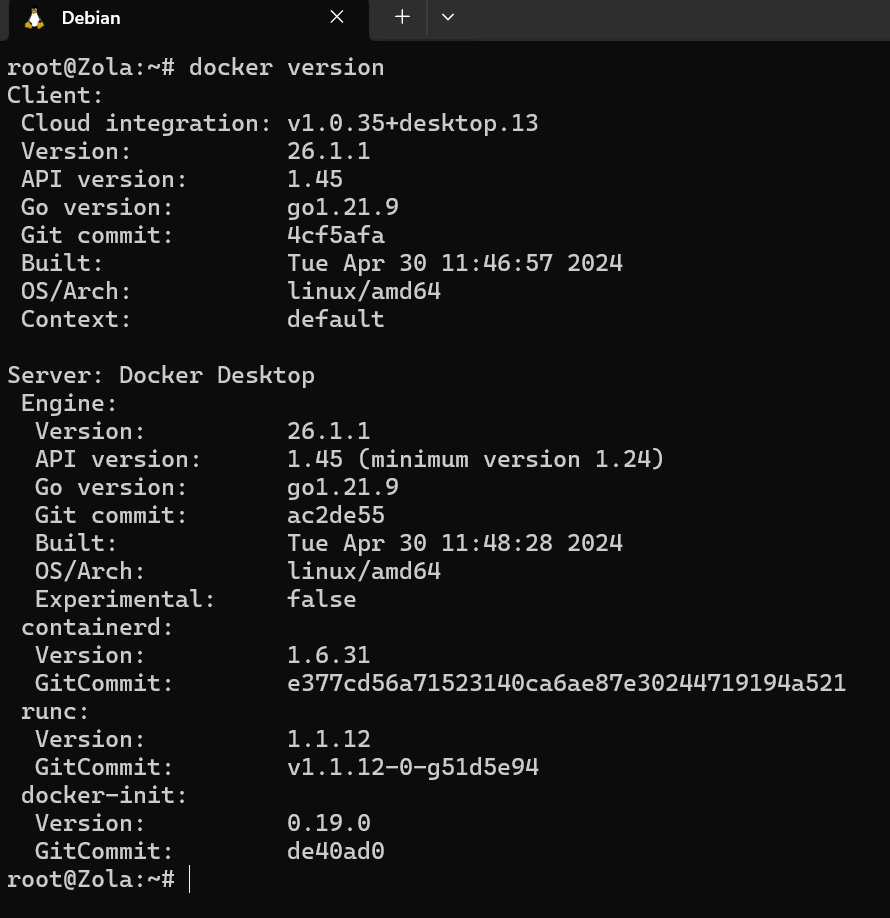 Debian
root@Zola:~# docker version
Client:
 Cloud integration: v1.0.35+desktop.13
 Version:           26.1.1
 API version:       1.45
 Go version:        go1.21.9
 Git commit:        4cf5afa
 Built:             Tue Apr 30 11:46:57 2024
 OS/Arch:           linux/amd64
 Context:           default

Server: Docker Desktop
 Engine:
  Version:          26.1.1
  API version:      1.45 (minimum version 1.24)
  Go version:       go1.21.9
  Git commit:       ac2de55
  Built:            Tue Apr 30 11:48:28 2024
  OS/Arch:          linux/amd64
  Experimental:     false
 containerd:
  Version:          1.6.31
  GitCommit:        e377cd56a71523140ca6ae87e30244719194a521
 runc:
  Version:          1.1.12
  GitCommit:        v1.1.12-0-g51d5e94
 docker-init:
  Version:          0.19.0
  GitCommit:        de40ad0
root@Zola:~#